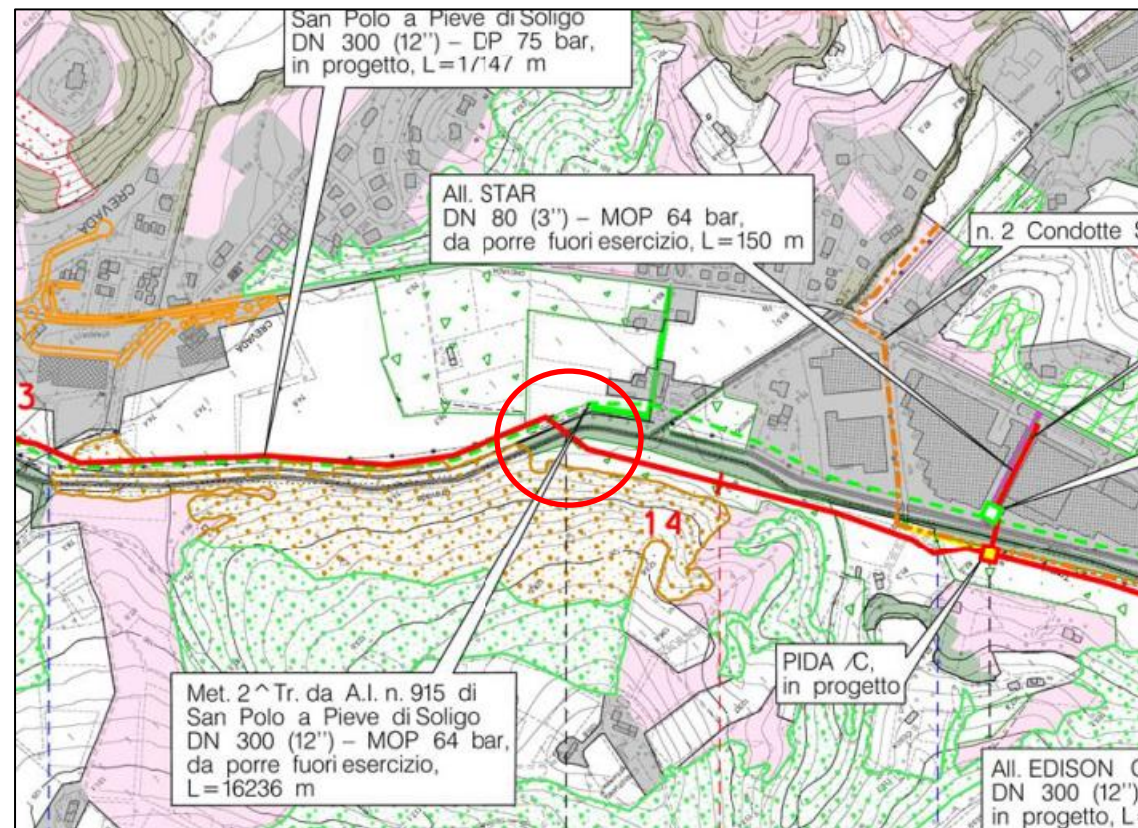 San Polo a Pieve di Soligo
DN 300 (12'') – DP 75 bar,
in progetto, L=17147 m
All. STAR
DN 80 (3'') – MOP 64 bar,
da porre fuori esercizio, L=150 m
n. 2 Condotte S
CREVADA
CREVADA
3
14
PIDA /C,
in progetto
Met. 2^Tr. da A.I. n. 915 di
San Polo a Pieve di Soligo
DN 300 (12'') – MOP 64 bar,
da porre fuori esercizio,
L=16236 m
All. EDISON
DN 300 (12'')
in progetto, L